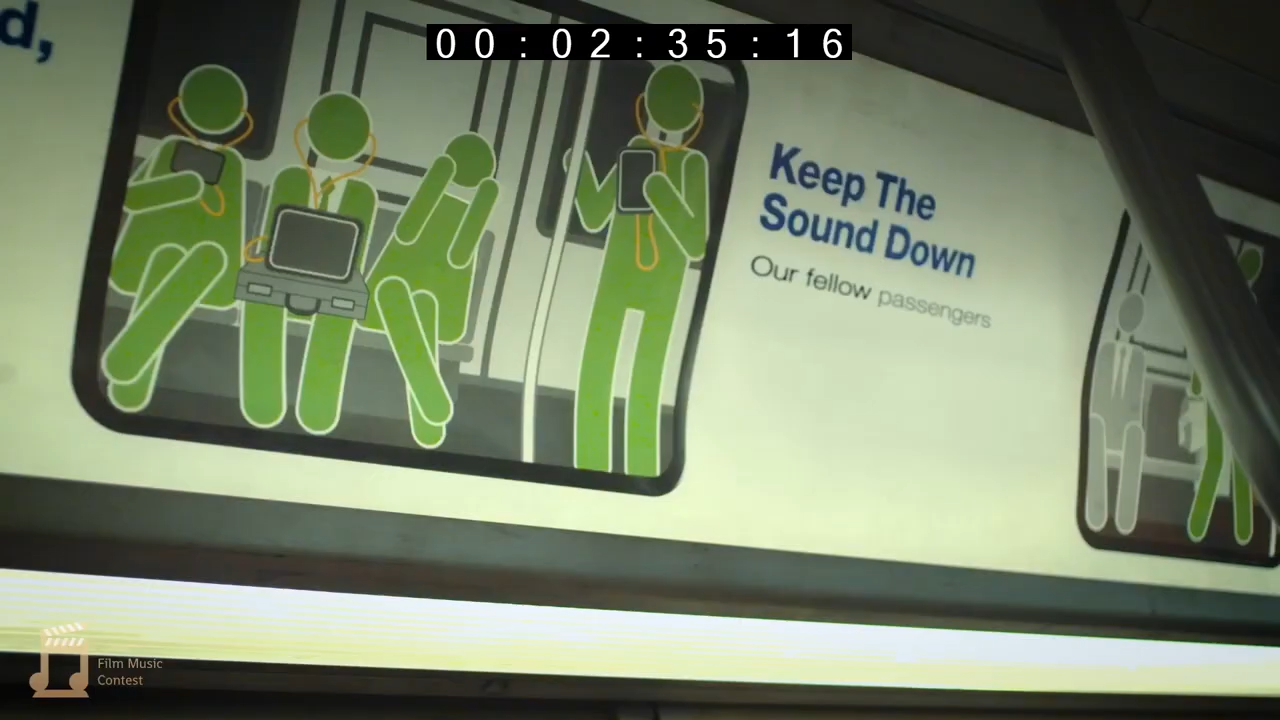 00:02:35:16
d,
Keep The
Sound Down
Our fellow passengers
Film Music
Contest